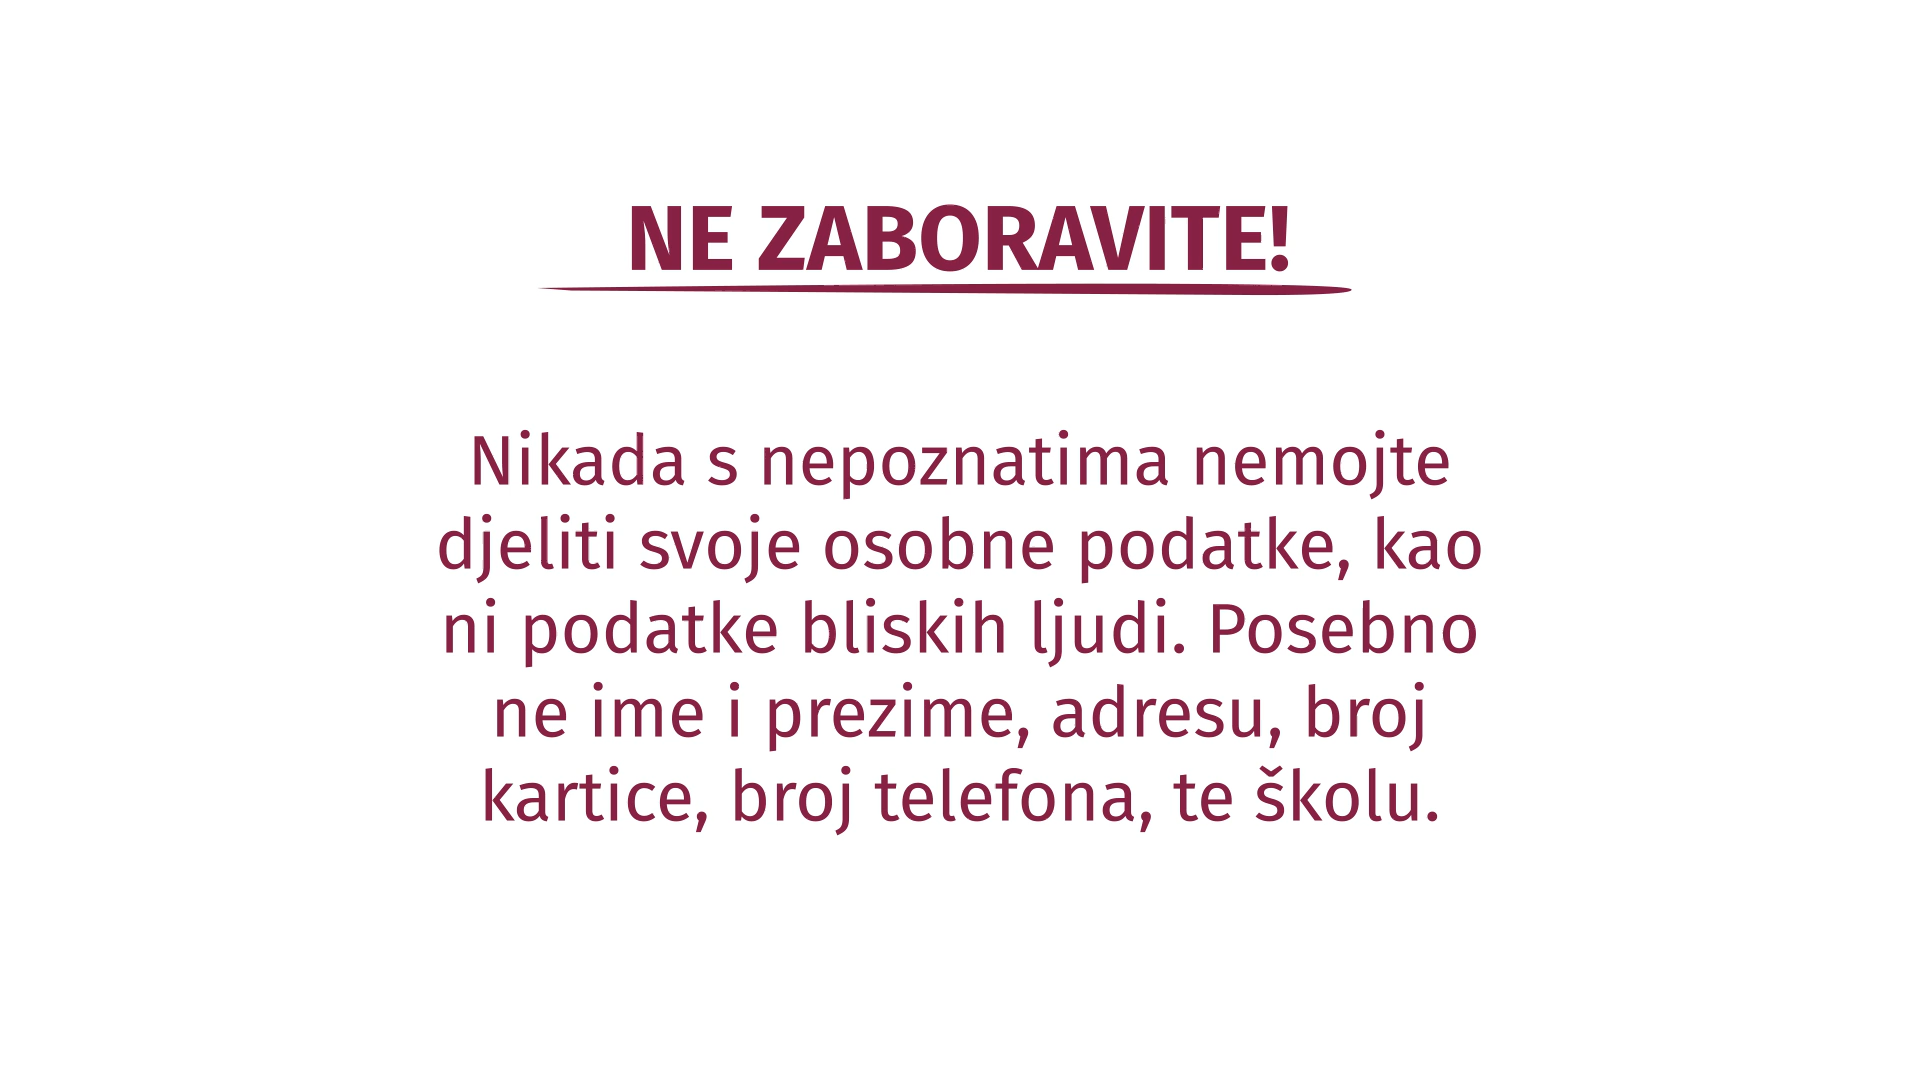 NE ZABORAVITE!
Nikada s nepoznatima nemojte
djeliti svoje osobne podatke, kao
ni podatke bliskih ljudi. Posebno
ne ime i prezime, adresu, broj
kartice, broj telefona, te školu.